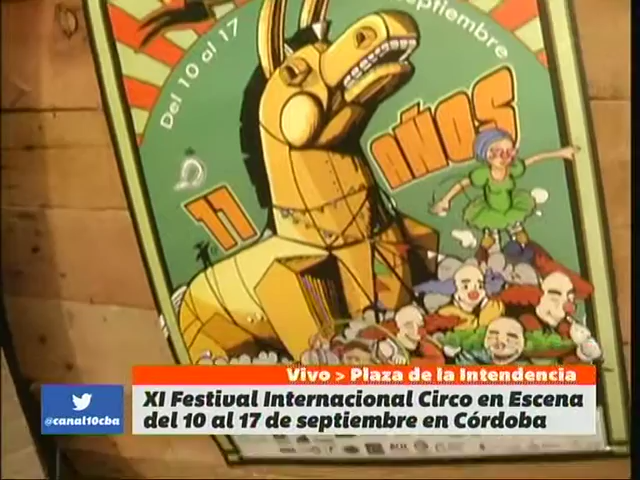 Del 10 al 17
septiembre
11
AÑOS
Vivo > Plaza de la Intendencia
XI Festival Internacional Circo en Escena
del 10 al 17 de septiembre en Córdoba
@canal10cba